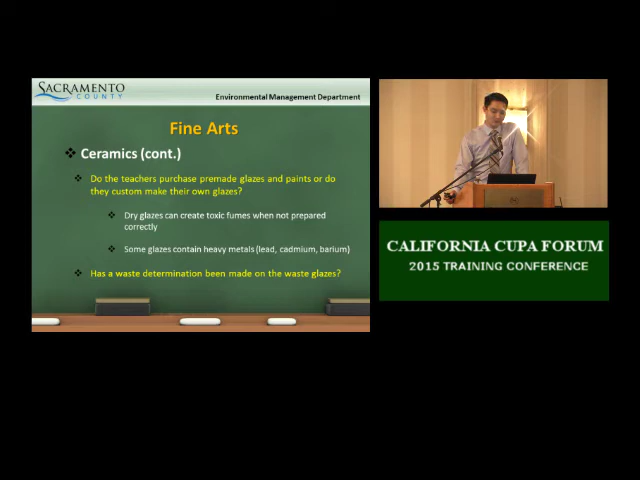 SACRAMENTO
COUNTY
Environmental Management Department
Fine Arts
Ceramics (cont.)
Do the teachers purchase premade glazes and paints or do
they custom make their own glazes?
Dry glazes can create toxic fumes when not prepared
correctly
Some glazes contain heavy metals (lead, cadmium, barium)
Has a waste determination been made on the waste glazes?
CALIFORNIA CUPA FORUM
2015 TRAINING CONFERENCE